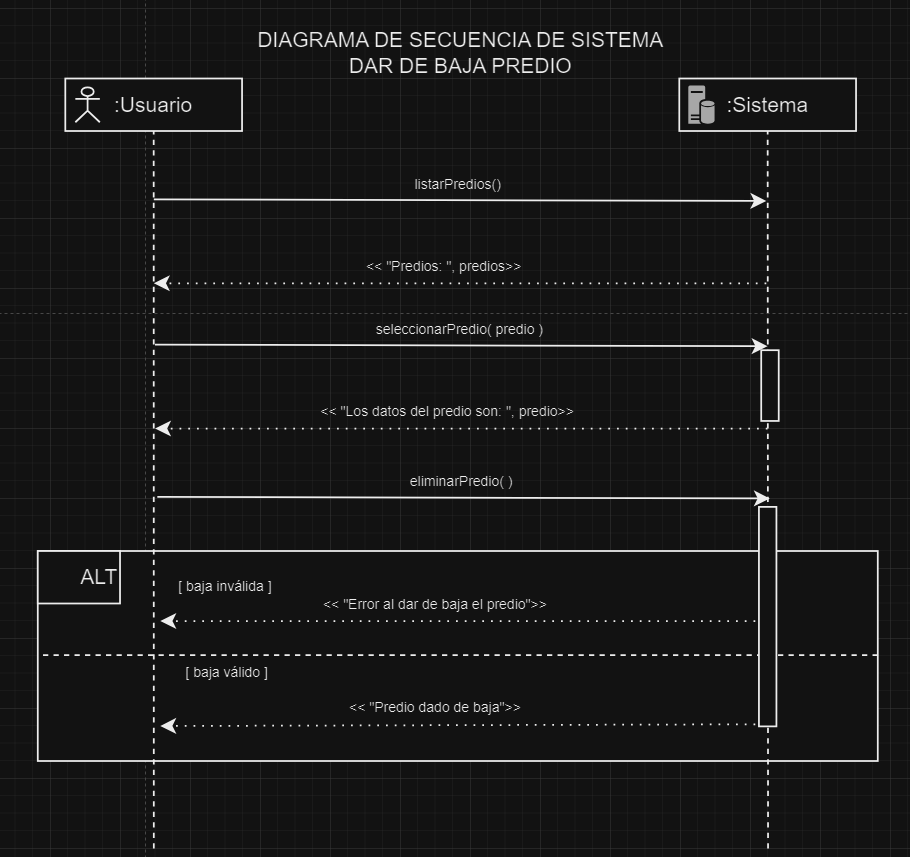 DIAGRAMA DE SECUENCIA DE SISTEMA
DAR DE BAJA PREDIO
:Usuario
:Sistema
listarPredios()
<< "Predios: ", predios>>
seleccionarPredio( predio )
<< "Los datos del predio son: ", predio>>
eliminarPredio( )
ALT
[ baja inválida ]
<< "Error al dar de baja el predio">>
[ baja válido ]
<< "Predio dado de baja">>